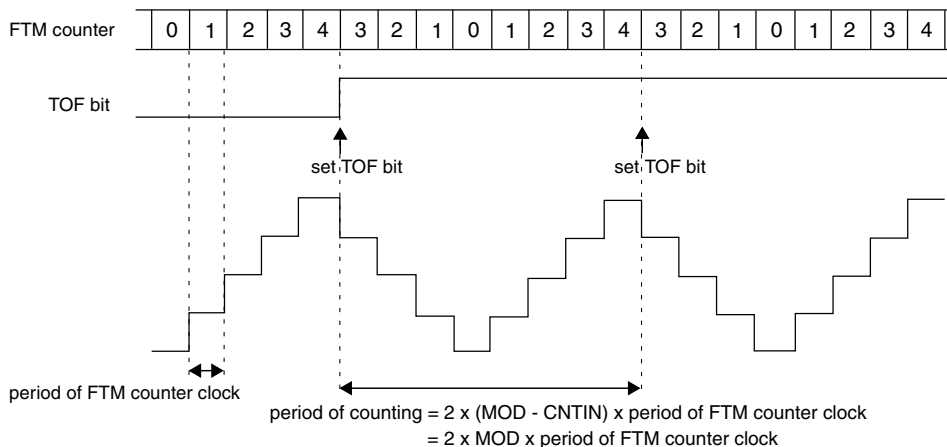 FTM counter 0 1 2 3 4 3 2 1 0 1 2 3 4 3 2 1 0 1 2 3 4
TOF bit
set TOF bit set TOF bit
period of FTM counter clock
period of counting = 2 x (MOD - CNTIN) x period of FTM counter clock
= 2 x MOD x period of FTM counter clock